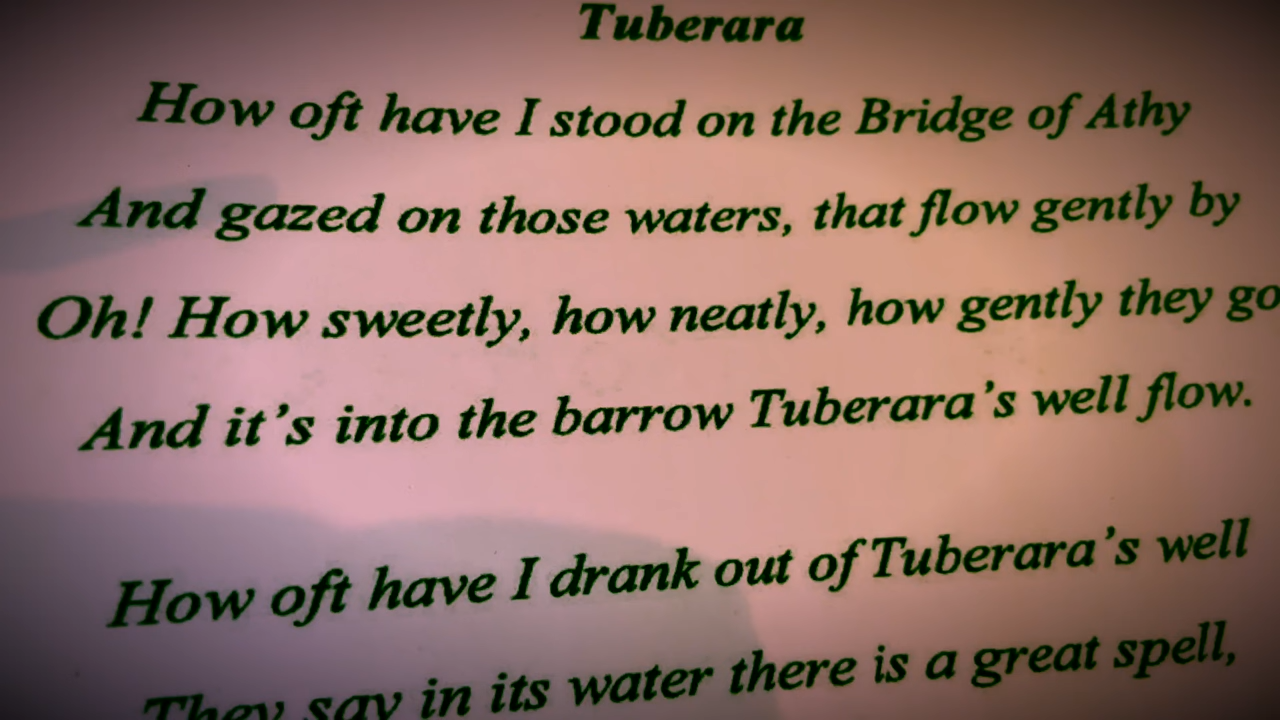 Tuberara
How oft have I stood on the Bridge of Athy
And gazed on those waters, that flow gently by
Oh! How sweetly, how neatly, how gently they go
And it's into the barrow Tuberara's well flow.
How oft have I drank out of Tuberara's well
They say in its water there is a great spell,